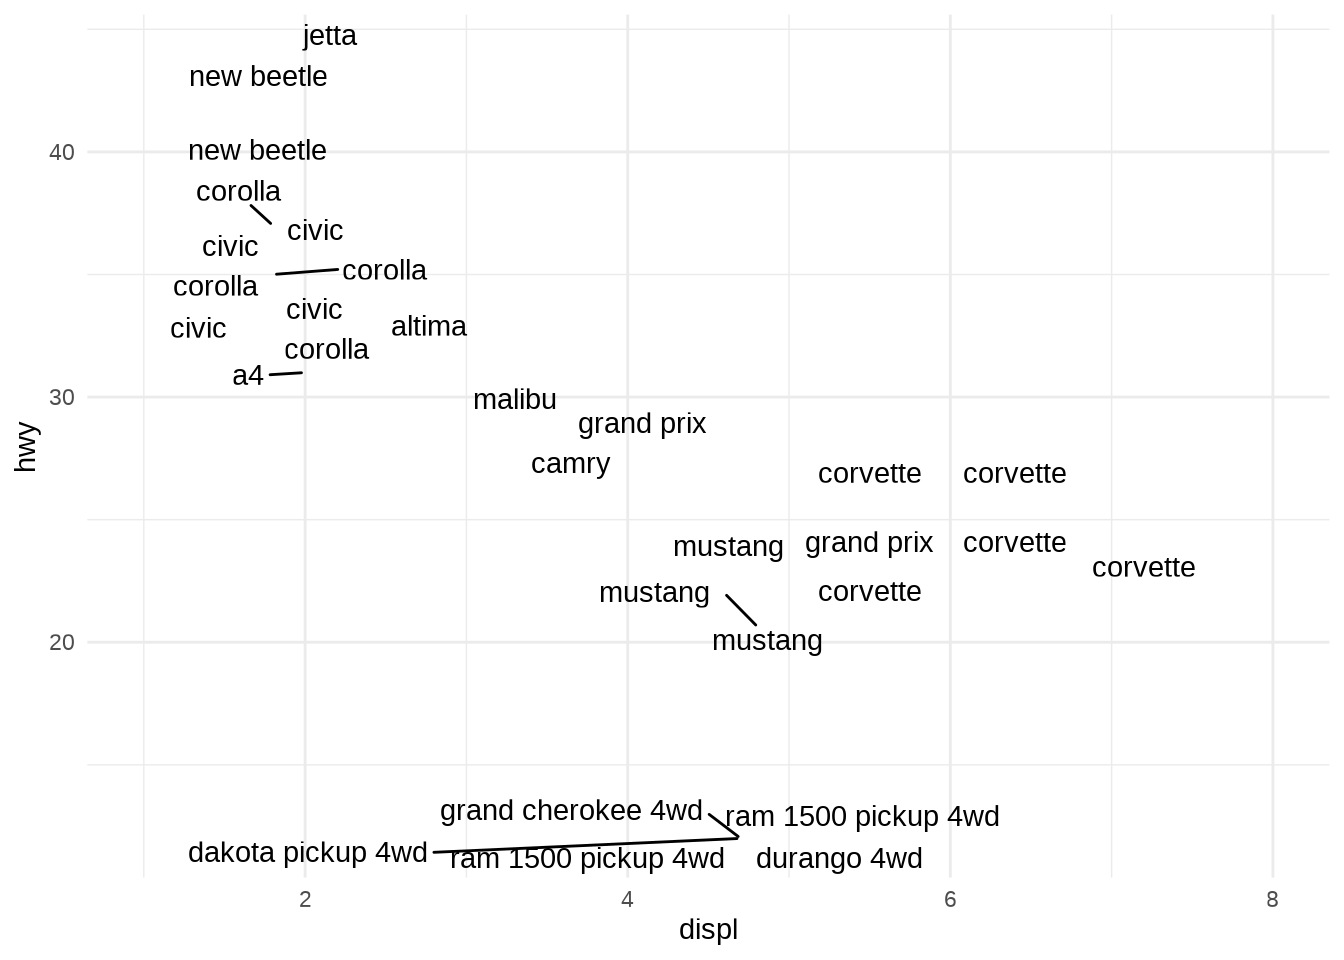 jetta
new beetle
40
new beetle
corolla
civic
civic
corolla
corolla
civic
altima
civic
corolla
a4
30
malibu
grand prix
camry
hwy
corvette
corvette
mustang
grand prix
corvette
corvette
mustang
corvette
20
mustang
grand cherokee 4wd
ram 1500 pickup 4wd
dakota pickup 4wd
ram 1500 pickup 4wd
durango 4wd
2
4
6
8
displ